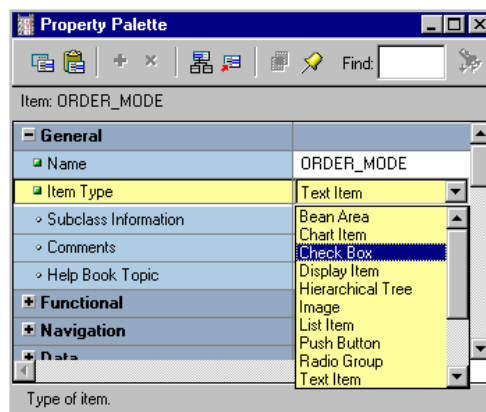 Property Palette
Find:
Item: ORDER_MODE
General
Name ORDER_MODE
Item Type Text Item
Subclass Information
Comments
Help Book Topic
Functional
Navigation
Data
Bean Area
Chart Item
Check Box
Display Item
Hierarchical Tree
Image
List Item
Push Button
Radio Group
Text Item
Type of item.